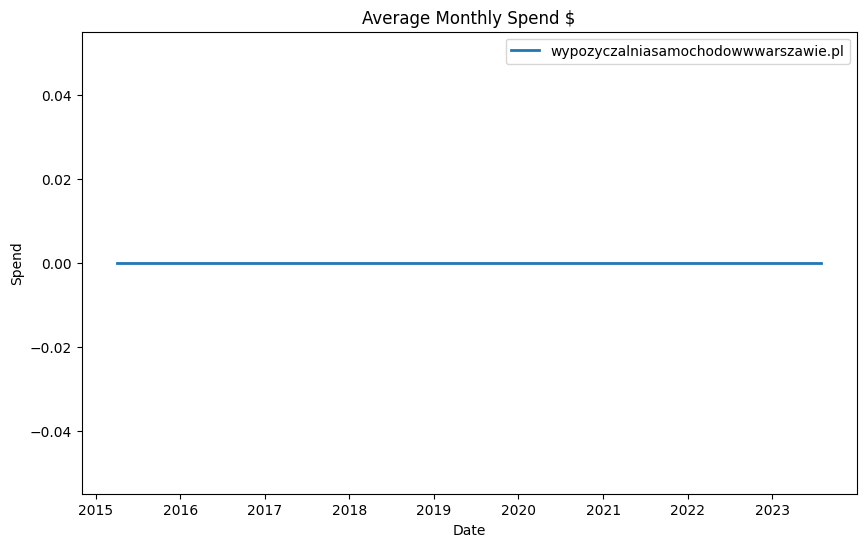 Average Monthly Spend $
wypozyczalniasamochodowwwarszawie.pl
0.04
0.02
0.00
−0.02
−0.04
Spend
2015 2016 2017 2018 2019 2020 2021 2022 2023
Date